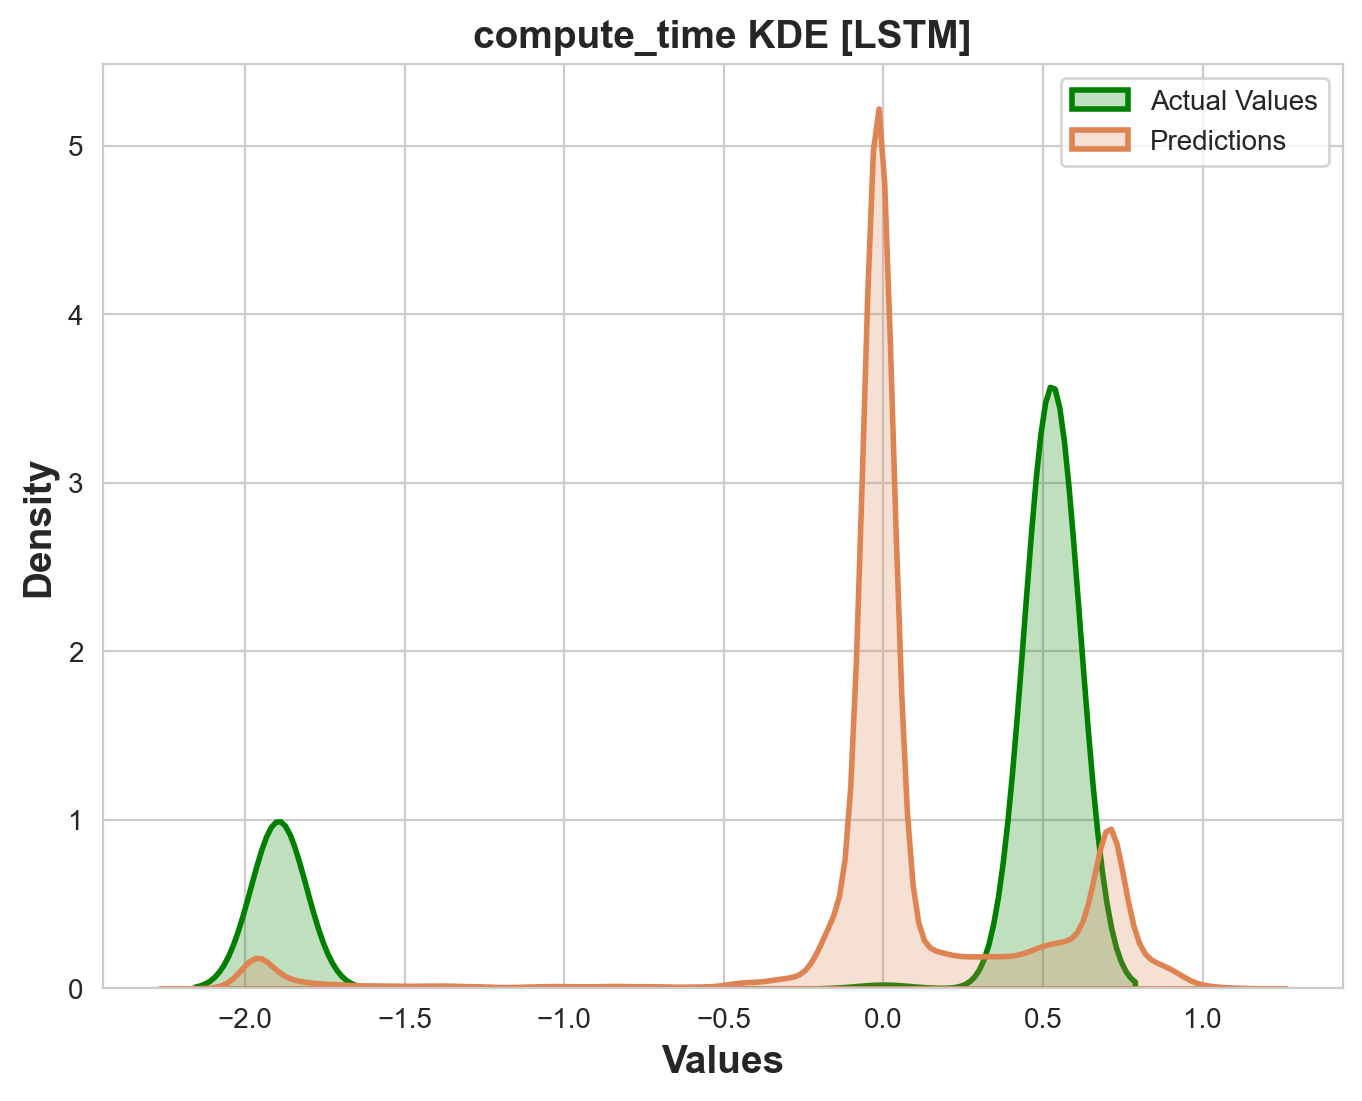 compute_time KDE [LSTM]
Actual Values
Predictions
Density
5
4
3
2
1
0
−2.0 −1.5 −1.0 −0.5 0.0 0.5 1.0
Values